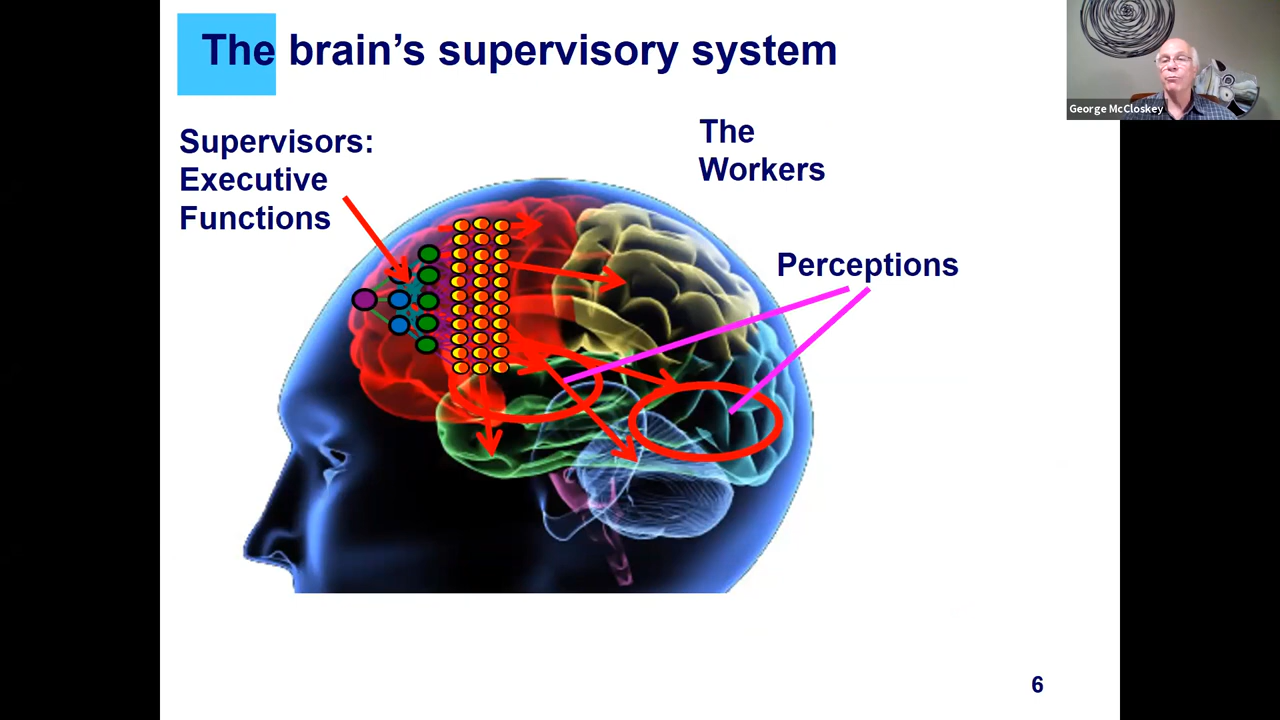 The brain’s supervisory system
George McCloskey
Supervisors:
Executive
Functions
The
Workers
Perceptions
6